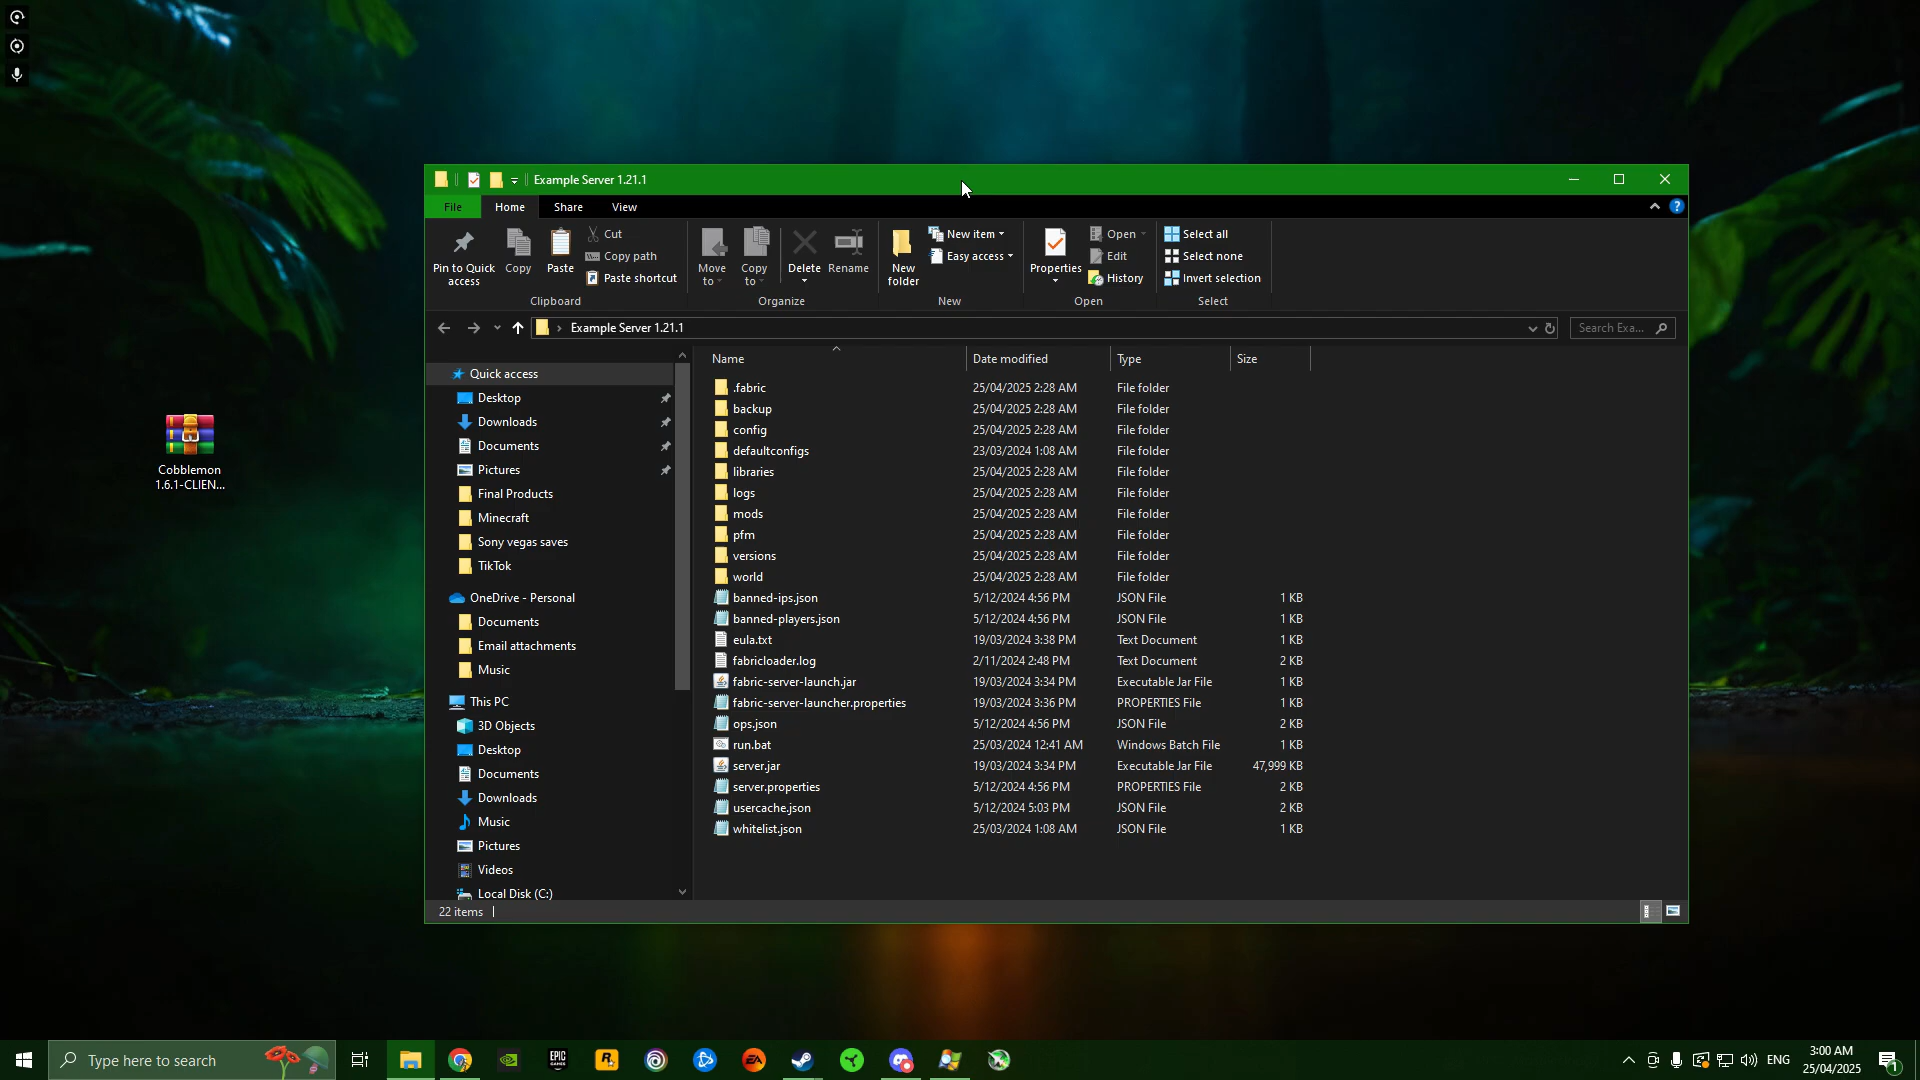 Example Server 1.21.1
File Home Share View
Pin to Quick access
Copy
Paste
Cut
Copy path
Paste shortcut
Clipboard
Move to
Copy to
Delete
Rename
Organize
New folder
New item
Easy access
New
Properties
Open
Edit
History
Open
Select all
Select none
Invert selection
Select
Example Server 1.21.1
Search Exa...
Quick access
Desktop
Downloads
Documents
Pictures
Final Products
Minecraft
Sony vegas saves
TikTok
OneDrive - Personal
Documents
Email attachments
Music
This PC
3D Objects
Desktop
Documents
Downloads
Music
Pictures
Videos
Local Disk (C:)
Name Date modified Type Size
.fabric 25/04/2025 2:28 AM File folder
backup 25/04/2025 2:28 AM File folder
config 25/04/2025 2:28 AM File folder
defaultconfigs 23/03/2024 1:08 AM File folder
libraries 25/04/2025 2:28 AM File folder
logs 25/04/2025 2:28 AM File folder
mods 25/04/2025 2:28 AM File folder
pfm 25/04/2025 2:28 AM File folder
versions 25/04/2025 2:28 AM File folder
world 25/04/2025 2:28 AM File folder
banned-ips.json 5/12/2024 4:56 PM JSON File 1 KB
banned-players.json 5/12/2024 4:56 PM JSON File 1 KB
eula.txt 19/03/2024 3:38 PM Text Document 1 KB
fabricloader.log 2/11/2024 2:48 PM Text Document 2 KB
fabric-server-launch.jar 19/03/2024 3:34 PM Executable Jar File 1 KB
fabric-server-launcher.properties 19/03/2024 3:36 PM PROPERTIES File 1 KB
ops.json 5/12/2024 4:56 PM JSON File 2 KB
run.bat 25/03/2024 12:41 AM Windows Batch File 1 KB
server.jar 19/03/2024 3:34 PM Executable Jar File 47,999 KB
server.properties 5/12/2024 4:56 PM PROPERTIES File 2 KB
usercache.json 5/12/2024 5:03 PM JSON File 2 KB
whitelist.json 25/03/2024 1:08 AM JSON File 1 KB
22 items
Cobblemon
1.6.1-CLIEN...
Type here to search
EPIC GAMES
R
EA
ENG
3:00 AM
25/04/2025
1